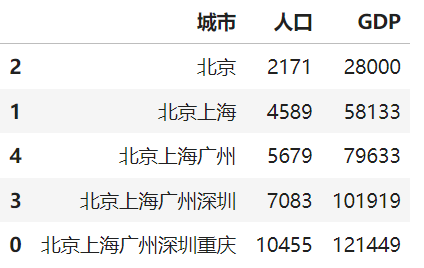 城市 人口 GDP
2 北京 2171 28000
1 北京上海 4589 58133
4 北京上海广州 5679 79633
3 北京上海广州深圳 7083 101919
0 北京上海广州深圳重庆 10455 121449